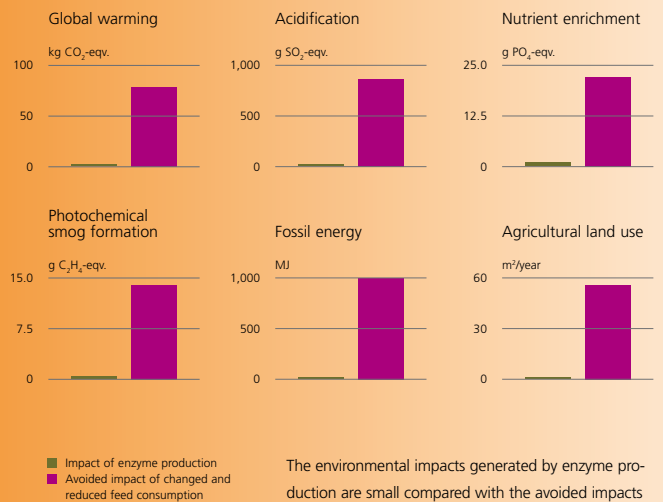 Global warming
kg CO₂-eqv.
100
50
0
Acidification
g SO₂-eqv.
1,000
500
0
Nutrient enrichment
g PO₄-eqv.
25.0
12.5
0
Photochemical
smog formation
g C₂H₄-eqv.
15.0
7.5
0
Fossil energy
MJ
1,000
500
0
Agricultural land use
m²/year
60
30
0
Impact of enzyme production
Avoided impact of changed and
reduced feed consumption
The environmental impacts generated by enzyme pro-
duction are small compared with the avoided impacts